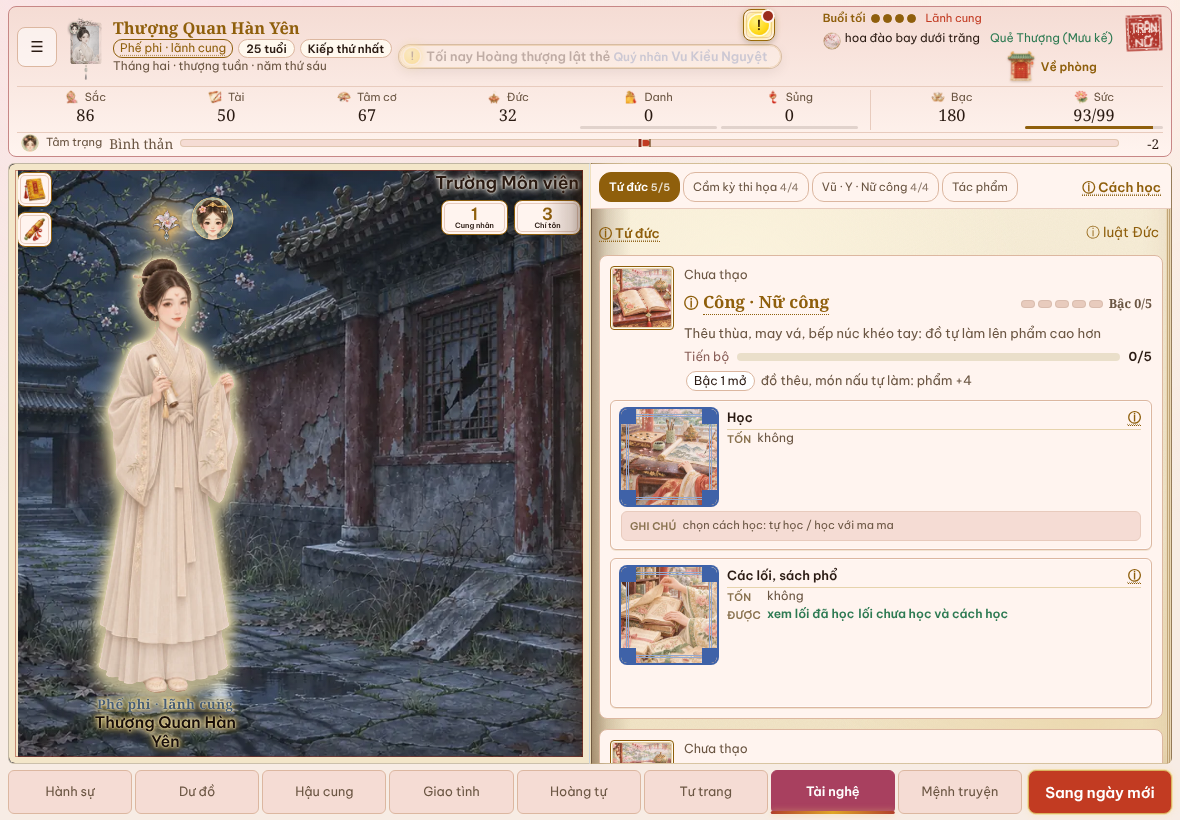 ☰
Thượng Quan Hàn Yên
Phế phi · lãnh cung 25 tuổi Kiếp thứ nhất
Tháng hai · thượng tuần · năm thứ sáu
Tối nay Hoàng thượng lật thẻ Quý nhân Vu Kiều Nguyệt
Buổi tối Lãnh cung
hoa đào bay dưới trăng Quẻ Thượng (Mưu kế)
Về phòng
Sắc 86
Tài 50
Tâm cơ 67
Đức 32
Danh 0
Sủng 0
Bạc 180
Sức 93/99
Tâm trạng Bình thản -2
Trường Môn viện
1 Cung nhân
3 Chí tôn
Phế phi · lãnh cung
Thượng Quan Hàn
Yên
Tứ đức 5/5 Cầm kỳ thi họa 4/4 Vũ · Y · Nữ công 4/4 Tác phẩm ⓘ Cách học
ⓘ Tứ đức ⓘ luật Đức
Chưa thạo
ⓘ Công · Nữ công Bậc 0/5
Thêu thùa, may vá, bếp núc khéo tay; đồ tự làm lên phẩm cao hơn
Tiến bộ 0/5
Bậc 1 mở đồ thêu, món nấu tự làm: phẩm +4
Học ⓘ
TỐN không
GHI CHÚ chọn cách học: tự học / học với ma ma
Các lối, sách phổ ⓘ
TỐN không
ĐƯỢC xem lối đã học lối chưa học và cách học
Chưa thạo
Hành sự Dư đồ Hậu cung Giao tình Hoàng tự Tư trang Tài nghệ Mệnh truyện Sang ngày mới